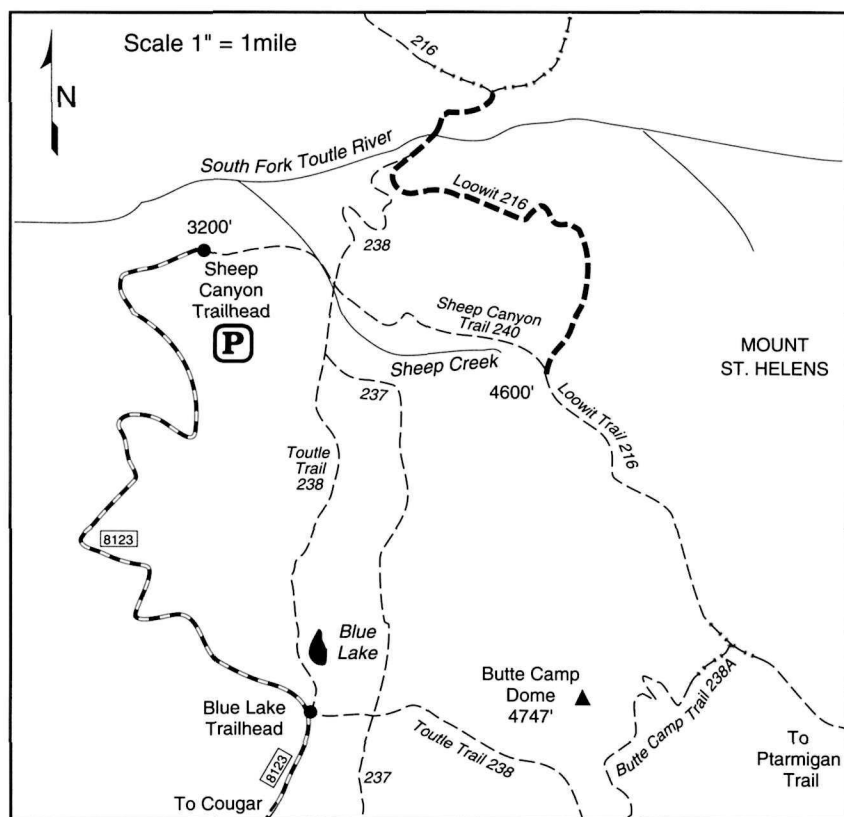 Scale 1" = 1mile
216
N
South Fork Toutle River
Loowit 216
3200'
238
Sheep
Canyon
Trailhead
P
Sheep Canyon
Trail 240
MOUNT
ST. HELENS
Sheep Creek
237
4600'
Loowit Trail 216
Toutle
Trail
238
8123
Blue
Lake
Butte Camp
Dome
4747'
Butte Camp Trail 238A
Blue Lake
Trailhead
Toutle Trail 238
To
Ptarmigan
Trail
8123
237
To Cougar